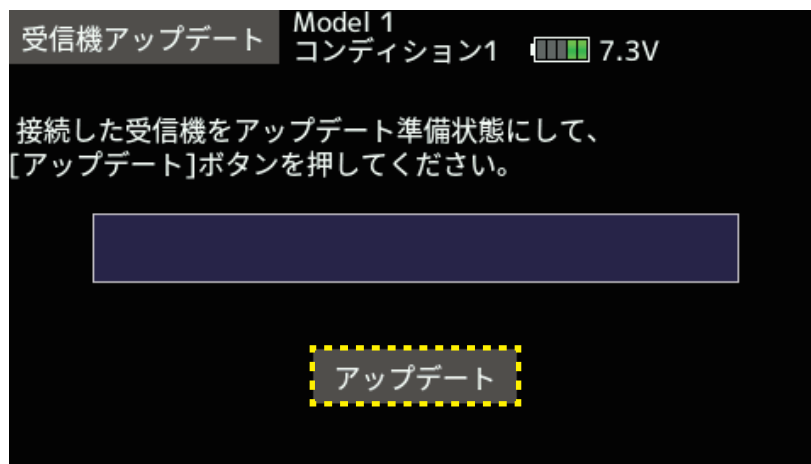 受信機アップデート
Model 1
コンディション1 7.3V
接続した受信機をアップデート準備状態にして、
[アップデート]ボタンを押してください。
アップデート